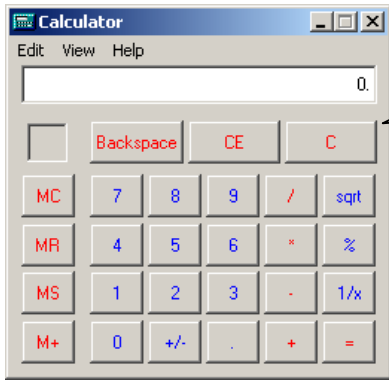 Calculator
Edit View Help
0.
Backspace CE C
MC 7 8 9 / sqrt
MR 4 5 6 * %
MS 1 2 3 - 1/x
M+ 0 +/- . + =